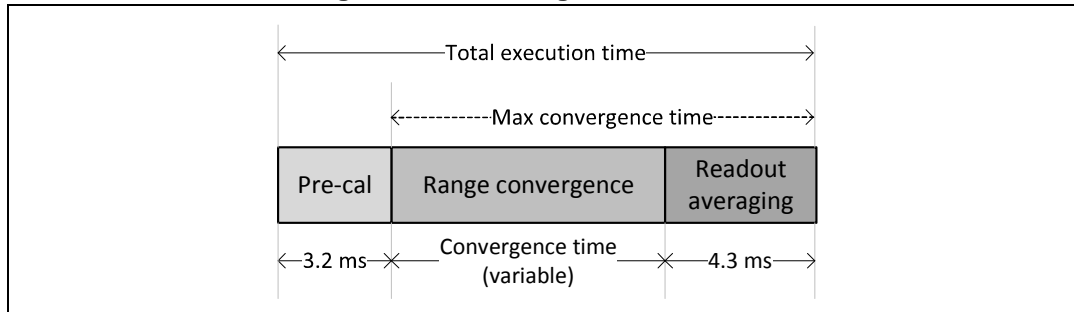 Total execution time
Max convergence time
Pre-cal
Range convergence
Readout
averaging
3.2 ms
Convergence time
(variable)
4.3 ms